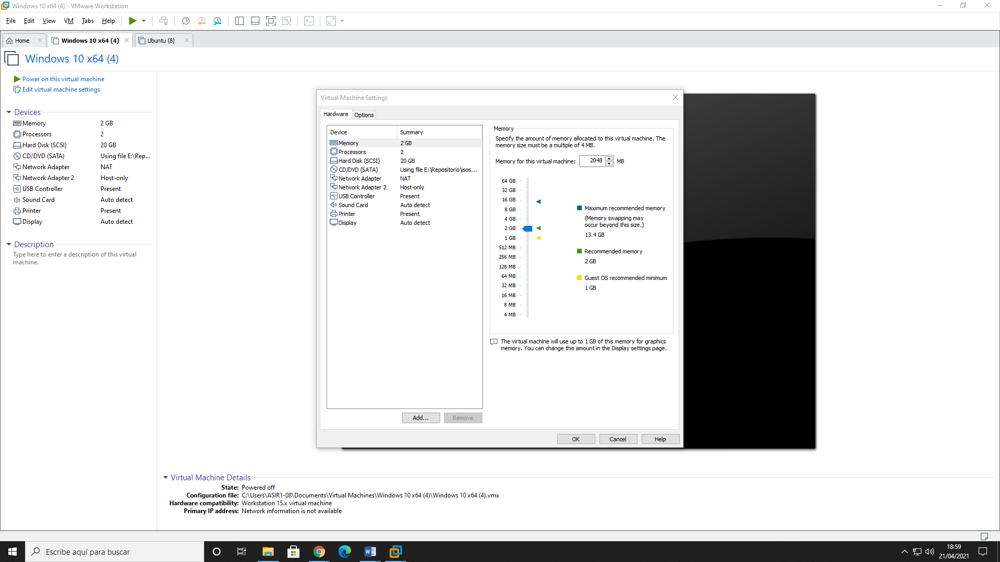 Windows 10 x64 (4) - VMware Workstation
File Edit View VM Tabs Help
Home
Windows 10 x64 (4)
Ubuntu (8)
Windows 10 x64 (4)
Power on this virtual machine
Edit virtual machine settings
Devices
Memory 2 GB
Processors 2
Hard Disk (SCSI) 20 GB
CD/DVD (SATA) Using file E:\Rep...
Network Adapter NAT
Network Adapter 2 Host-only
USB Controller Present
Sound Card Auto detect
Printer Present
Display Auto detect
Description
Type here to enter a description of this virtual
machine.
Virtual Machine Settings
Hardware Options
Device Summary
Memory 2 GB
Processors 2
Hard Disk (SCSI) 20 GB
CD/DVD (SATA) Using file E:\Repositorio\isos...
Network Adapter NAT
Network Adapter 2 Host-only
USB Controller Present
Sound Card Auto detect
Printer Present
Display Auto detect
Add... Remove
Memory
Specify the amount of memory allocated to this virtual machine. The
memory size must be a multiple of 4 MB.
Memory for this virtual machine: 2048 MB
64 GB
32 GB
16 GB
8 GB
4 GB
2 GB
1 GB
512 MB
256 MB
128 MB
64 MB
32 MB
16 MB
8 MB
4 MB
Maximum recommended memory
(Memory swapping may
occur beyond this size.)
13.4 GB
Recommended memory
2 GB
Guest OS recommended minimum
1 GB
The virtual machine will use up to 1 GB of this memory for graphics
memory. You can change this amount in the Display settings page.
OK Cancel Help
Virtual Machine Details
State: Powered off
Configuration file: C:\Users\ASIR1-08\Documents\Virtual Machines\Windows 10 x64 (4)\Windows 10 x64 (4).vmx
Hardware compatibility: Workstation 15.x virtual machine
Primary IP address: Network information is not available
Escribe aquí para buscar
18:59
21/04/2021